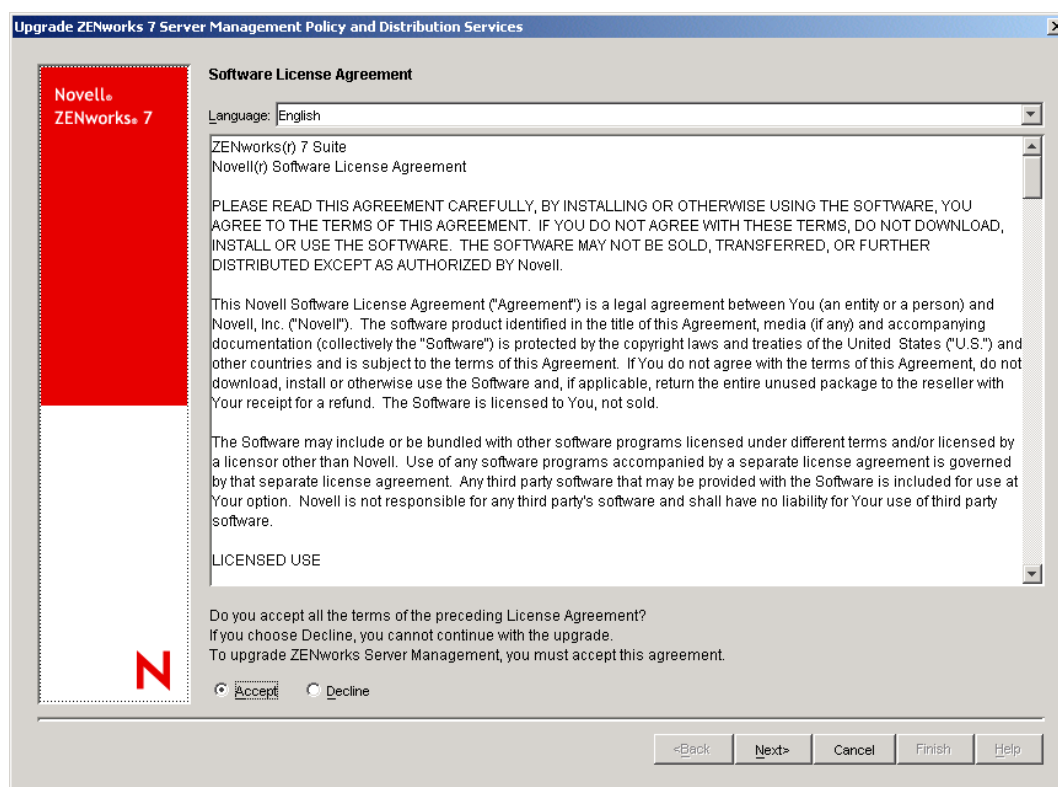 Upgrade ZENworks 7 Server Management Policy and Distribution Services
Novell®
ZENworks® 7
Software License Agreement
Language: English
ZENworks(r) 7 Suite
Novell(r) Software License Agreement
PLEASE READ THIS AGREEMENT CAREFULLY, BY INSTALLING OR OTHERWISE USING THE SOFTWARE, YOU
AGREE TO THE TERMS OF THIS AGREEMENT. IF YOU DO NOT AGREE WITH THESE TERMS, DO NOT DOWNLOAD,
INSTALL OR USE THE SOFTWARE. THE SOFTWARE MAY NOT BE SOLD, TRANSFERRED, OR FURTHER
DISTRIBUTED EXCEPT AS AUTHORIZED BY Novell.
This Novell Software License Agreement ("Agreement") is a legal agreement between You (an entity or a person) and
Novell, Inc. ("Novell"). The software product identified in the title of this Agreement, media (if any) and accompanying
documentation (collectively the "Software") is protected by the copyright laws and treaties of the United States ("U.S.") and
other countries and is subject to the terms of this Agreement. If You do not agree with the terms of this Agreement, do not
download, install or otherwise use the Software and, if applicable, return the entire unused package to the reseller with
Your receipt for a refund. The Software is licensed to You, not sold.
The Software may include or be bundled with other software programs licensed under different terms and/or licensed by
a licensor other than Novell. Use of any software programs accompanied by a separate license agreement is governed
by that separate license agreement. Any third party software that may be provided with the Software is included for use at
Your option. Novell is not responsible for any third party's software and shall have no liability for Your use of third party
software.
LICENSED USE
Do you accept all the terms of the preceding License Agreement?
If you choose Decline, you cannot continue with the upgrade.
To upgrade ZENworks Server Management, you must accept this agreement.
N
Accept Decline
<Back Next> Cancel Finish Help